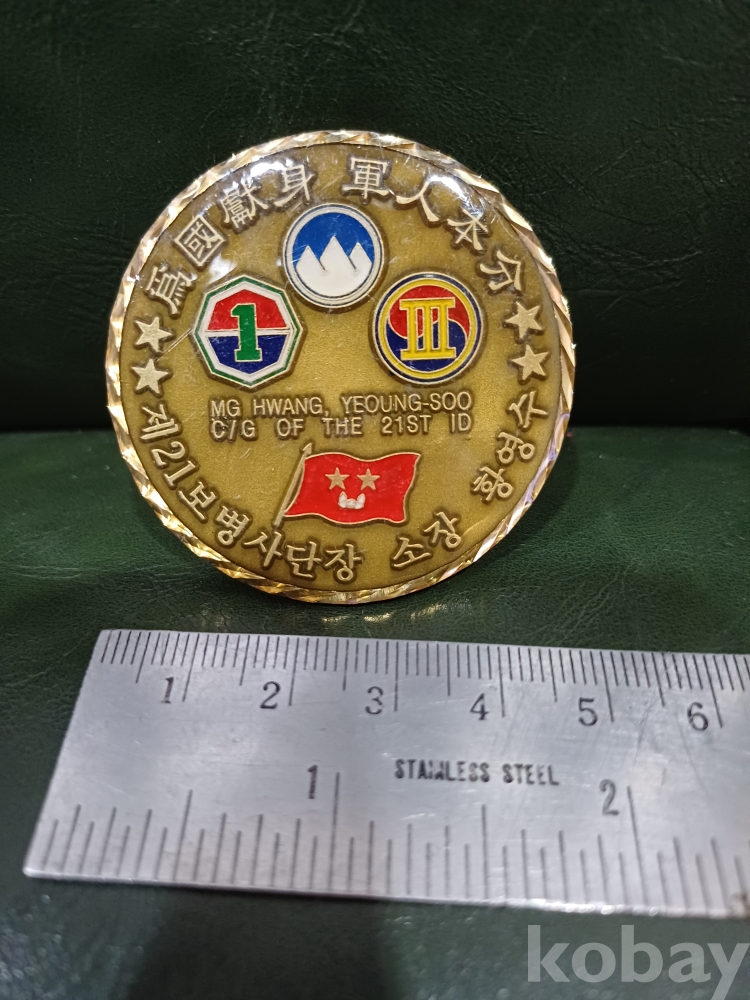 爲國獻身 軍人本分
1
III
MG HWANG, YEOUNG-SOO
C/G OF THE 21ST ID
제21보병사단장 소장 황영수
1 2 3 4 5 6
STAINLESS STEEL
1 2
kobay